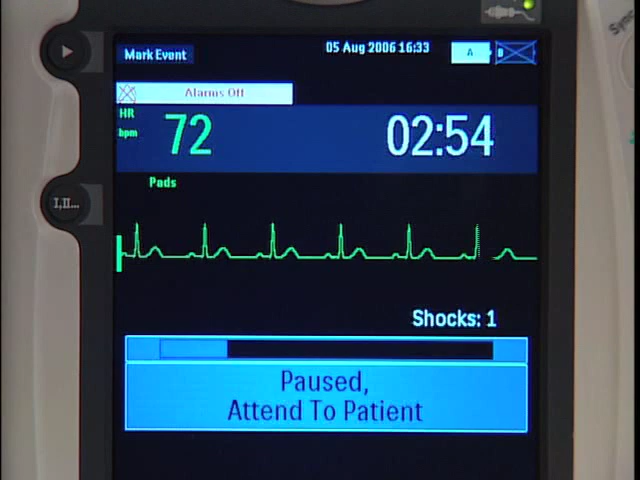 Mark Event
05 Aug 2006 16:33
A
B
Alarms Off
HR
bpm
72
02:54
Pads
I,II...
Shocks: 1
Paused,
Attend To Patient